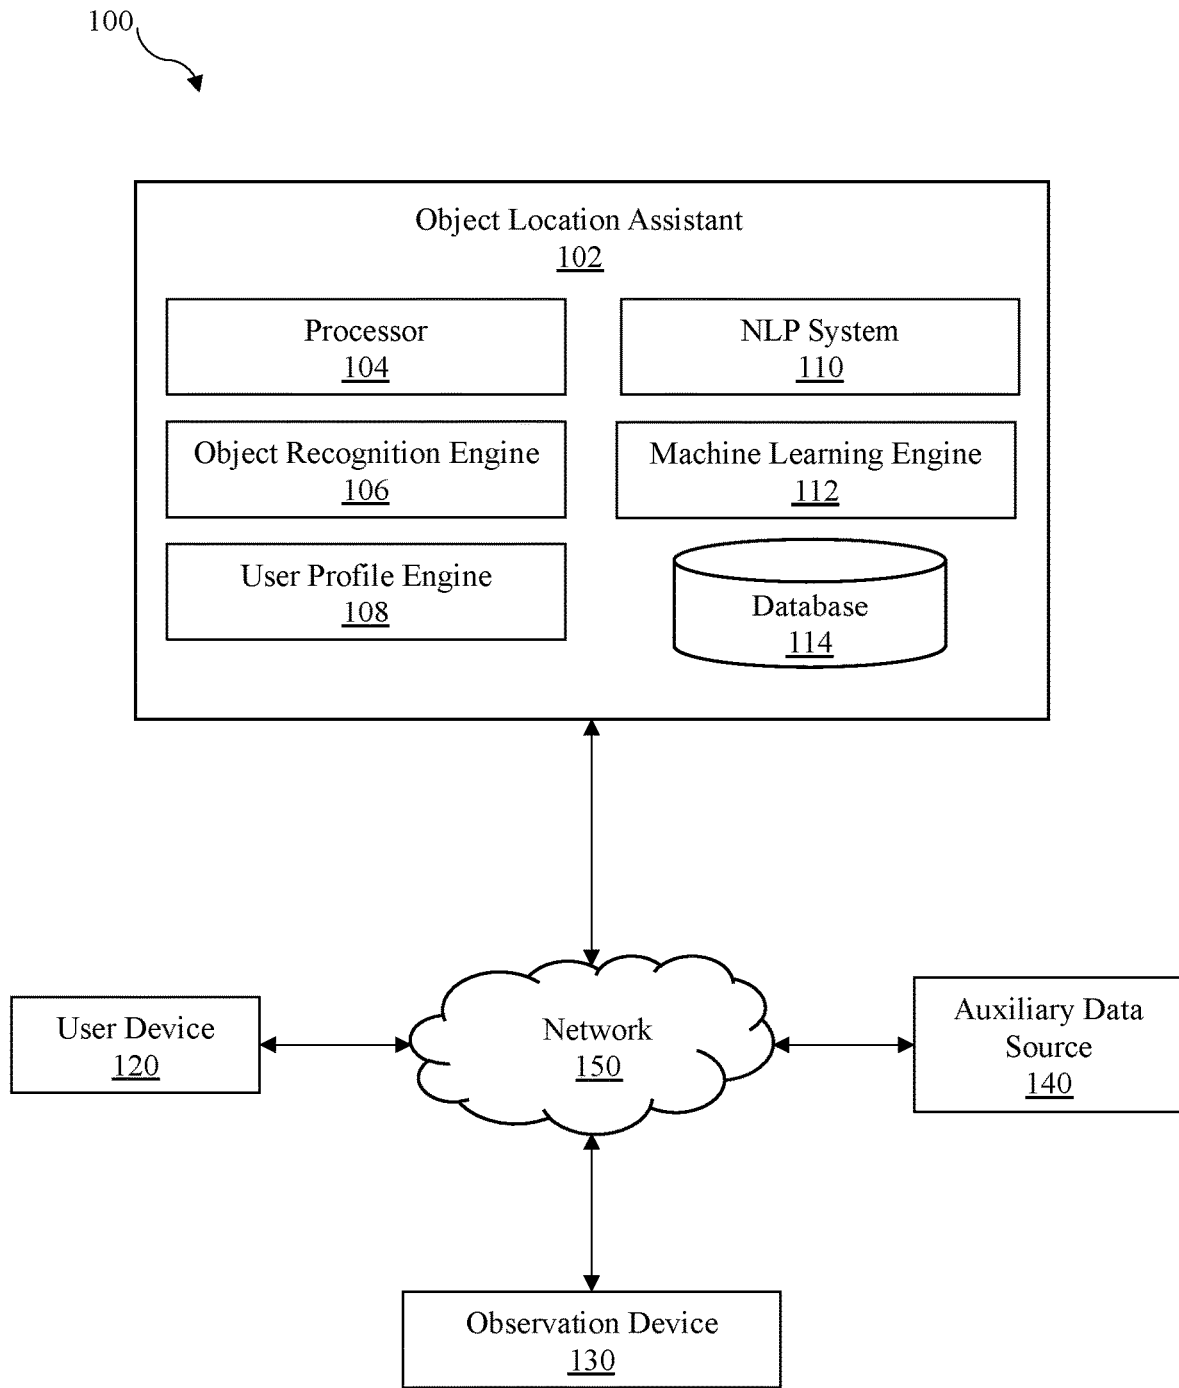 100
Object Location Assistant
102
Processor
104
NLP System
110
Object Recognition Engine
106
Machine Learning Engine
112
User Profile Engine
108
Database
114
User Device
120
Network
150
Auxiliary Data
Source
140
Observation Device
130